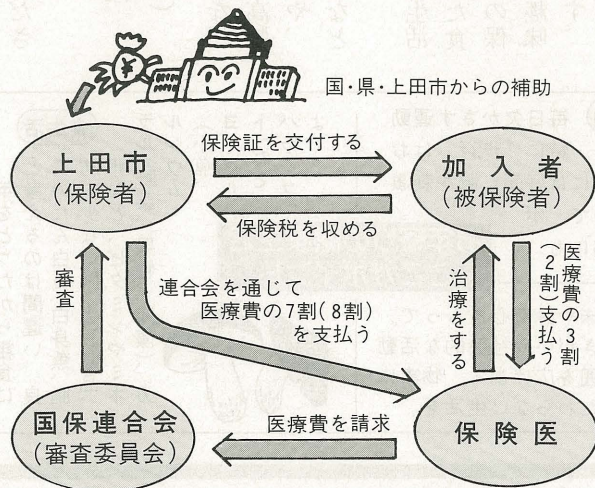 ¥
国・県・上田市からの補助
上田市
(保険者)
保険証を交付する
加入者
(被保険者)
保険税を収める
審査
連合会を通じて
医療費の7割(8割)
を支払う
治療をする
医療費の3割
(2割)支払う
国保連合会
(審査委員会)
医療費を請求
保険医